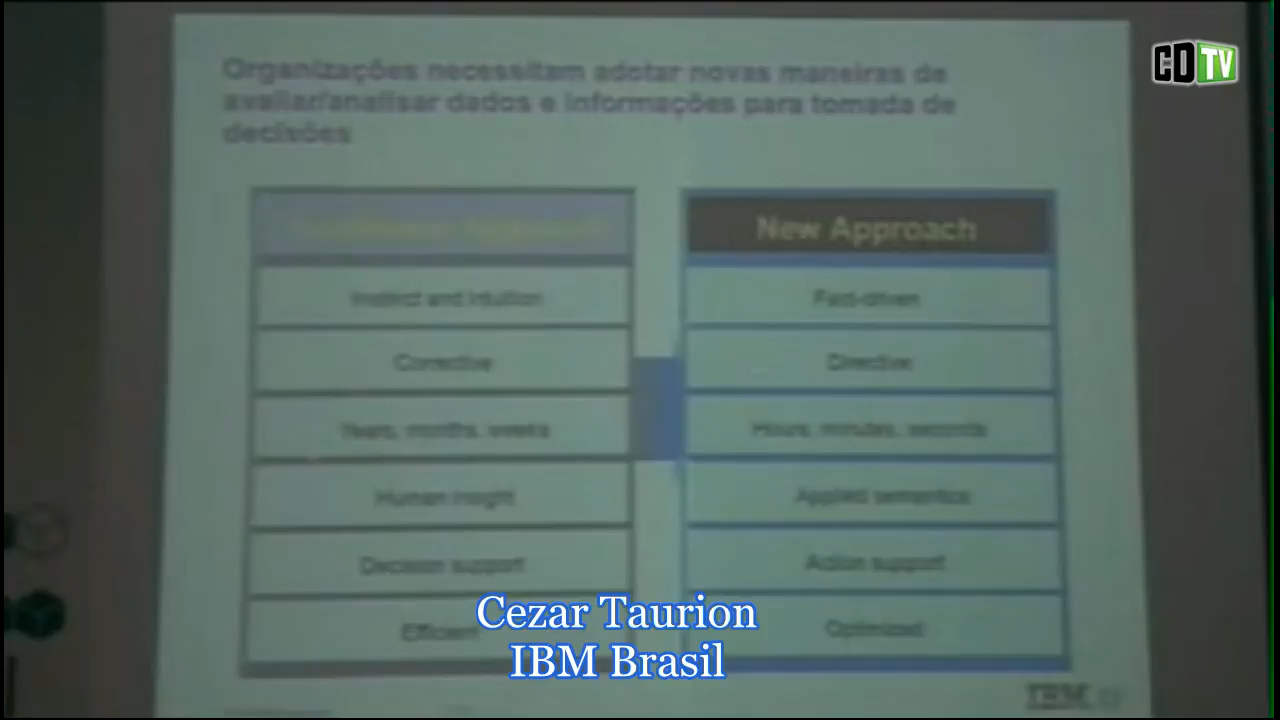 CDTV
Organizações necessitam adotar novas maneiras de
avaliar/analisar dados e informações para tomada de
decisões
New Approach
Instinct and intuition
Fact-driven
Corrective
Directive
Years, months, weeks
Hours, minutes, seconds
Human insight
Applied semantics
Decision support
Action support
Efficient
Optimized
Cezar Taurion
IBM Brasil
IBM